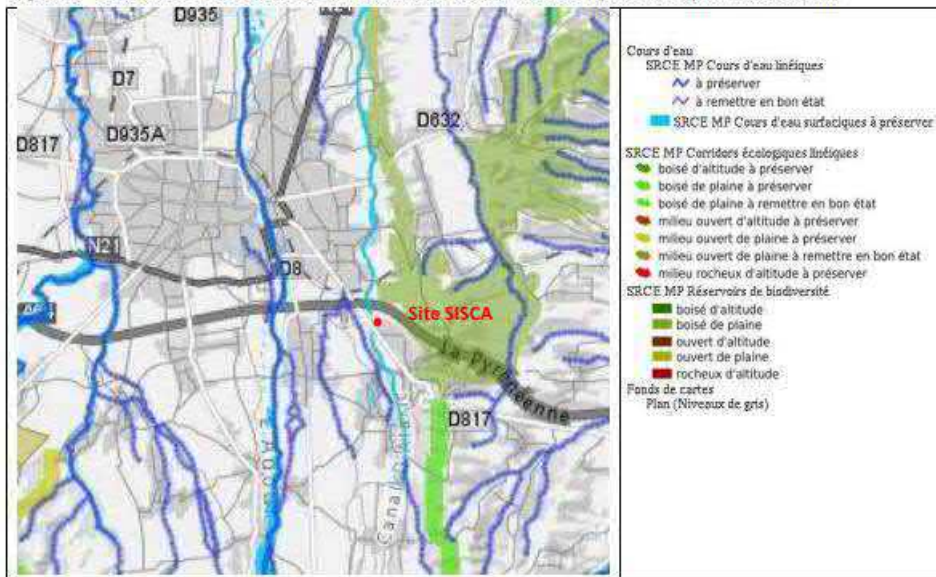 D935
D7
D935A
D817
D632
N21
D8
Site SISCA
La Pyrénéenne
D817
Canal
Cours d'eau
SRCE MP Cours d'eau linéiques
à préserver
à remettre en bon état
SRCE MP Cours d'eau surfaciques à préserver
SRCE MP Corridors écologiques linéiques
boisé d'altitude à préserver
boisé de plaine à préserver
boisé de plaine à remettre en bon état
milieu ouvert d'altitude à préserver
milieu ouvert de plaine à préserver
milieu ouvert de plaine à remettre en bon état
milieu rocheux d'altitude à préserver
SRCE MP Réservoirs de biodiversité
boisé d'altitude
boisé de plaine
ouvert d'altitude
ouvert de plaine
rocheux d'altitude
Fonds de cartes
Plan (Niveaux de gris)